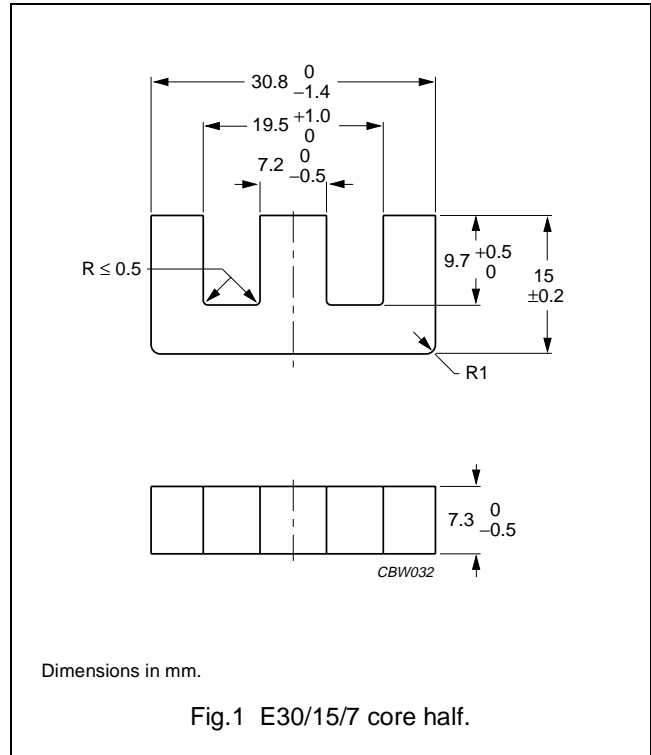 30.8 0 −1.4
19.5 +1.0 0
7.2 0 −0.5
R ≤ 0.5
9.7 +0.5 0
15 ±0.2
R1
7.3 0 −0.5
CBW032
Dimensions in mm.
Fig.1 E30/15/7 core half.